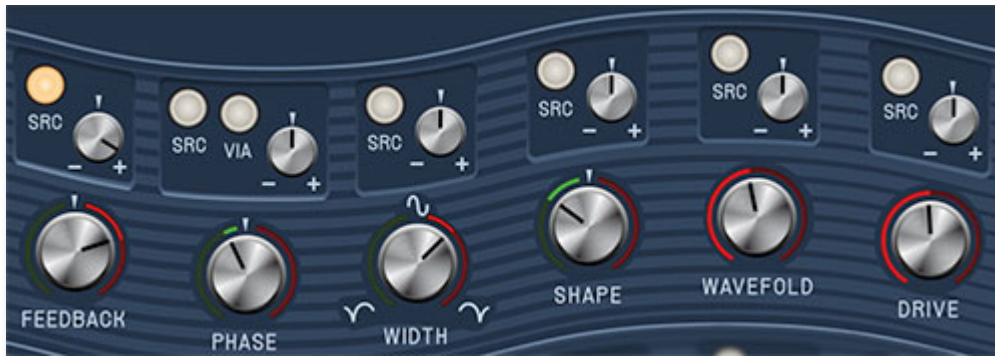 SRC
- +
SRC VIA
- +
SRC
- +
SRC
- +
SRC
- +
SRC
- +
FEEDBACK
PHASE
WIDTH
SHAPE
WAVEFOLD
DRIVE